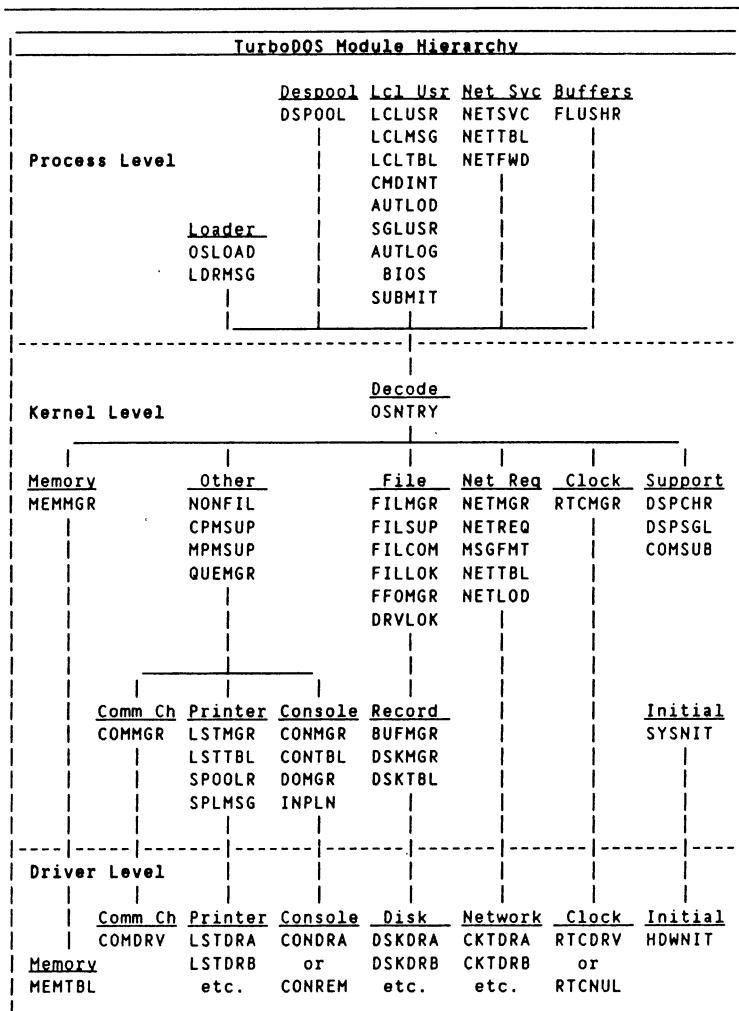 TurboDOS Module Hierarchy
Despool Lcl Usr Net Svc Buffers
DSPOOL LCLUSR NETSVC FLUSHR
LCLMSG NETTBL
Process Level LCLTBL NETFWD
CMDINT
AUTLOD
Loader SGLUSR
OSLOAD AUTLOG
LDRMSG BIOS
SUBMIT
Decode
Kernel Level OSNTRY
Memory Other File Net Req Clock Support
MEMMGR NONFIL FILMGR NETMGR RTCMGR DSPCHR
CPMSUP FILSUP NETREQ DSPSGL
MPMSUP FILCOM MSGFMT COMSUB
QUEMGR FILLOK NETTBL
FFOMGR NETLOD
DRVLOK
Comm Ch Printer Console Record Initial
COMMGR LSTMGR CONMGR BUFMGR SYSNIT
LSTTBL CONTBL DSKMGR
SPOOLR DOMGR DSKTBL
SPLMSG INPLN
Driver Level
Comm Ch Printer Console Disk Network Clock Initial
COMDRV LSTDRA CONDRA DSKDRA CKTDRA RTCDRV HDWNIT
Memory LSTDRB or DSKDRB CKTDRB or
MEMTBL etc. CONREM etc. etc. RTCNUL